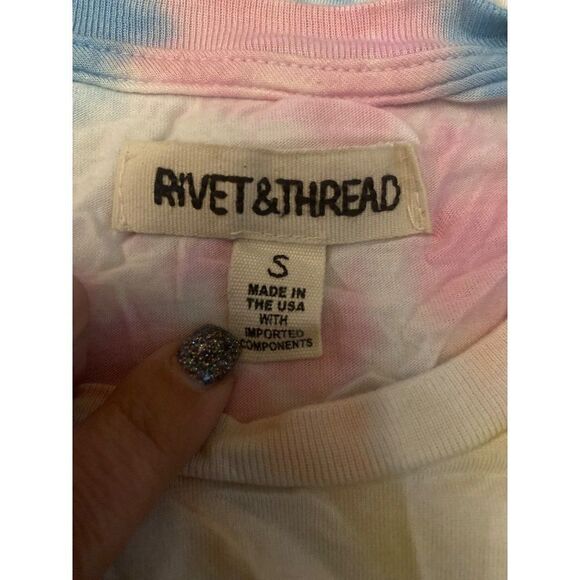 RIVET&THREAD
S
MADE IN
THE USA
WITH
IMPORTED
COMPONENTS